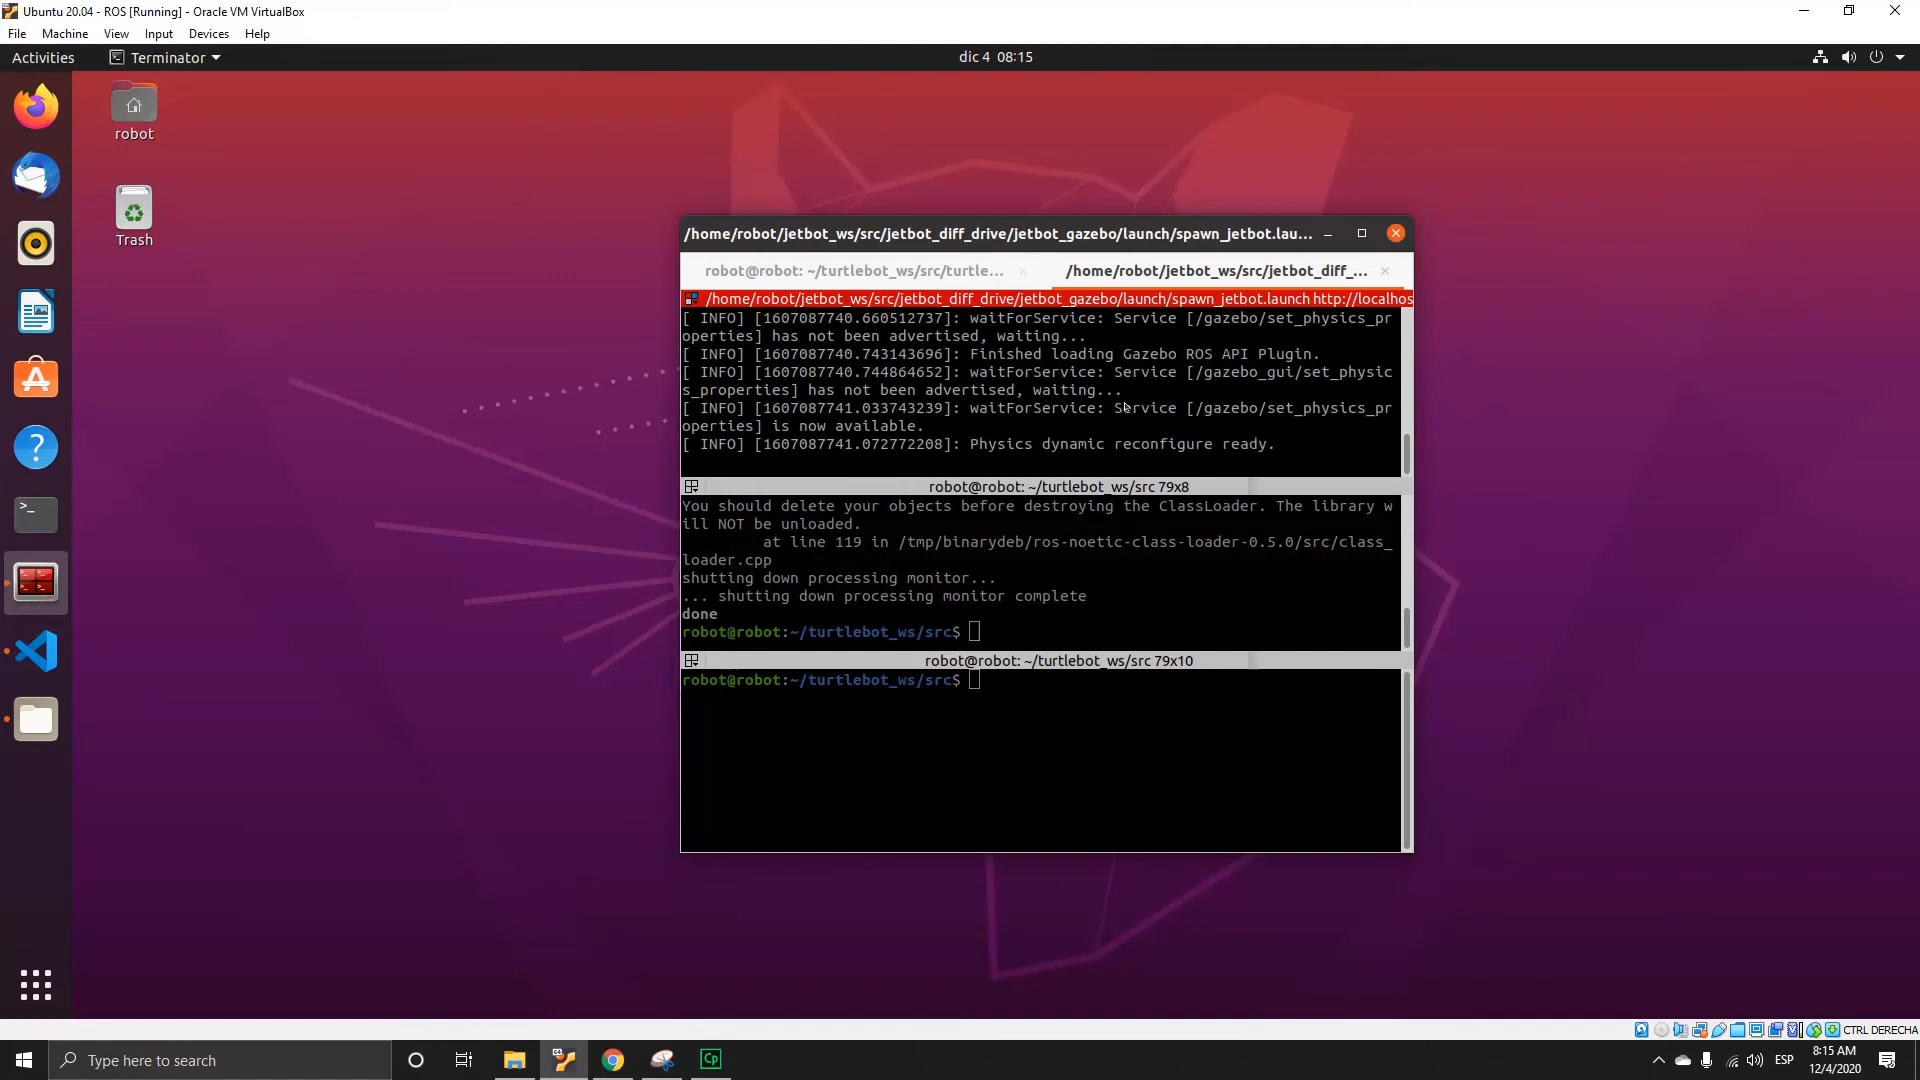 Ubuntu 20.04 - ROS [Running] - Oracle VM VirtualBox
File Machine View Input Devices Help
Activities Terminator dic 4 08:15
robot
Trash
/home/robot/jetbot_ws/src/jetbot_diff_drive/jetbot_gazebo/launch/spawn_jetbot.lau...
robot@robot: ~/turtlebot_ws/src/turtle... × /home/robot/jetbot_ws/src/jetbot_diff_... ×
/home/robot/jetbot_ws/src/jetbot_diff_drive/jetbot_gazebo/launch/spawn_jetbot.launch http://localhos
[ INFO] [1607087740.660512737]: waitForService: Service [/gazebo/set_physics_pr
operties] has not been advertised, waiting...
[ INFO] [1607087740.743143696]: Finished loading Gazebo ROS API Plugin.
[ INFO] [1607087740.744864652]: waitForService: Service [/gazebo_gui/set_physic
s_properties] has not been advertised, waiting...
[ INFO] [1607087741.033743239]: waitForService: Service [/gazebo/set_physics_pr
operties] is now available.
[ INFO] [1607087741.072772208]: Physics dynamic reconfigure ready.
robot@robot: ~/turtlebot_ws/src 79x8
You should delete your objects before destroying the ClassLoader. The library w
ill NOT be unloaded.
at line 119 in /tmp/binarydeb/ros-noetic-class-loader-0.5.0/src/class_
loader.cpp
shutting down processing monitor...
... shutting down processing monitor complete
done
robot@robot:~/turtlebot_ws/src$
robot@robot: ~/turtlebot_ws/src 79x10
robot@robot:~/turtlebot_ws/src$
CTRL DERECHA
Type here to search
Cp
ESP
8:15 AM
12/4/2020